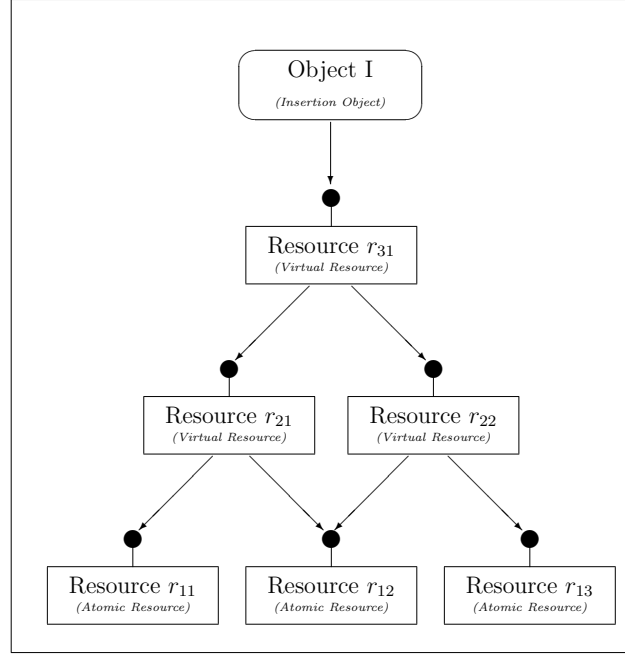 Object I
(Insertion Object)
Resource r31
(Virtual Resource)
Resource r21
(Virtual Resource)
Resource r22
(Virtual Resource)
Resource r11
(Atomic Resource)
Resource r12
(Atomic Resource)
Resource r13
(Atomic Resource)